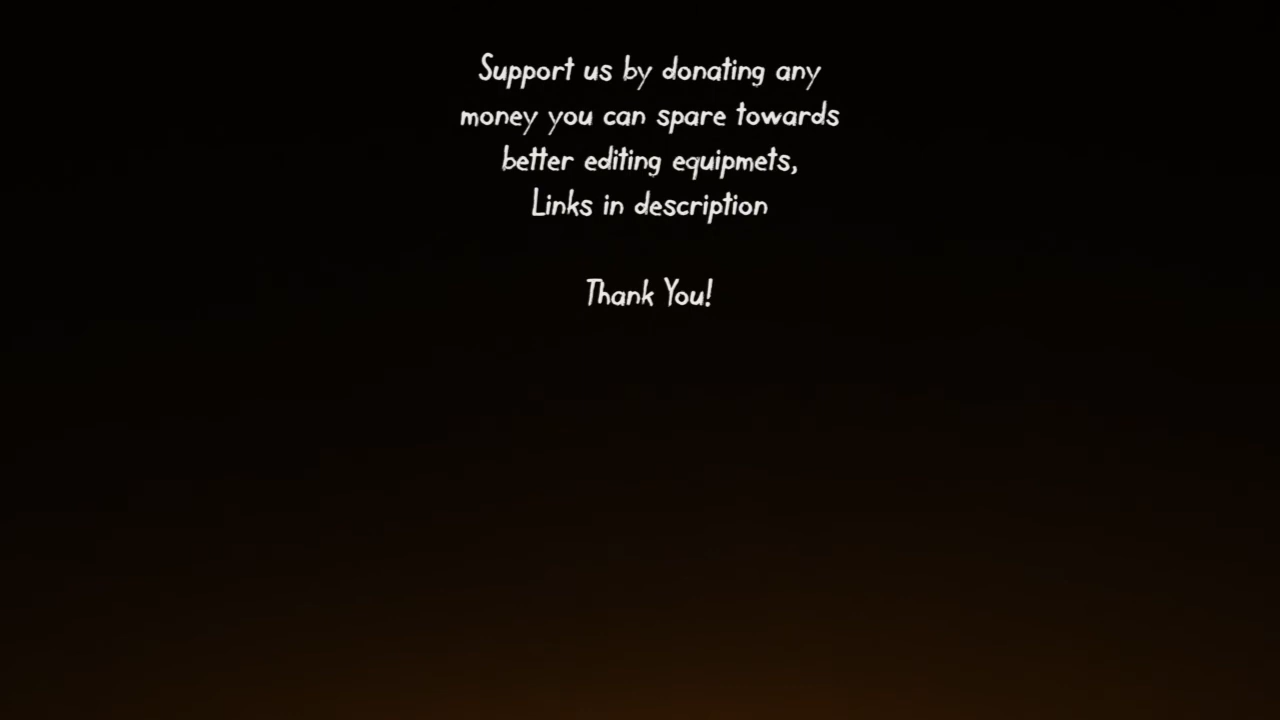 Support us by donating any
money you can spare towards
better editing equipmets,
Links in description
Thank You!